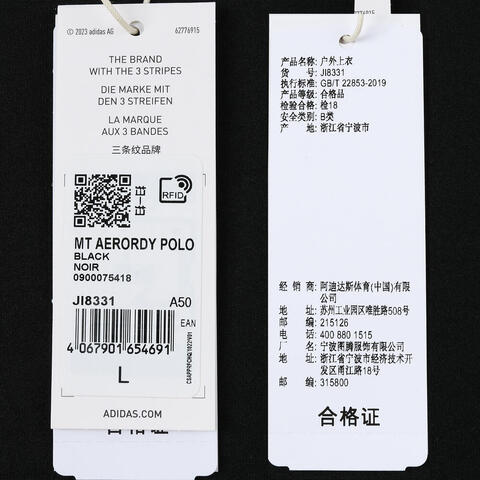 © 2023 adidas AG
62776915
THE BRAND
WITH THE 3 STRIPES
DIE MARKE MIT
DEN 3 STREIFEN
LA MARQUE
AUX 3 BANDES
三条纹品牌
RFID
MT AERORDY POLO
BLACK
NOIR
0900075418
JI8331 A50
EAN
4 067901 654691
L
ADIDAS.COM
合格证
62776915
产品名称: 户外上衣
货 号: JI8331
执行标准: GB/T 22853-2019
产品等级: 合格品
检验合格: 检18
安全类别: B类
产 地: 浙江省宁波市
经 销 商: 阿迪达斯体育(中国)有限
公司
地 址: 苏州工业园区唯胜路508号
邮 编: 215126
电 话: 400 880 1515
厂 名: 宁波图腾服饰有限公司
地 址: 浙江省宁波市经济技术开
发区甬江路18号
邮 编: 315800
合格证